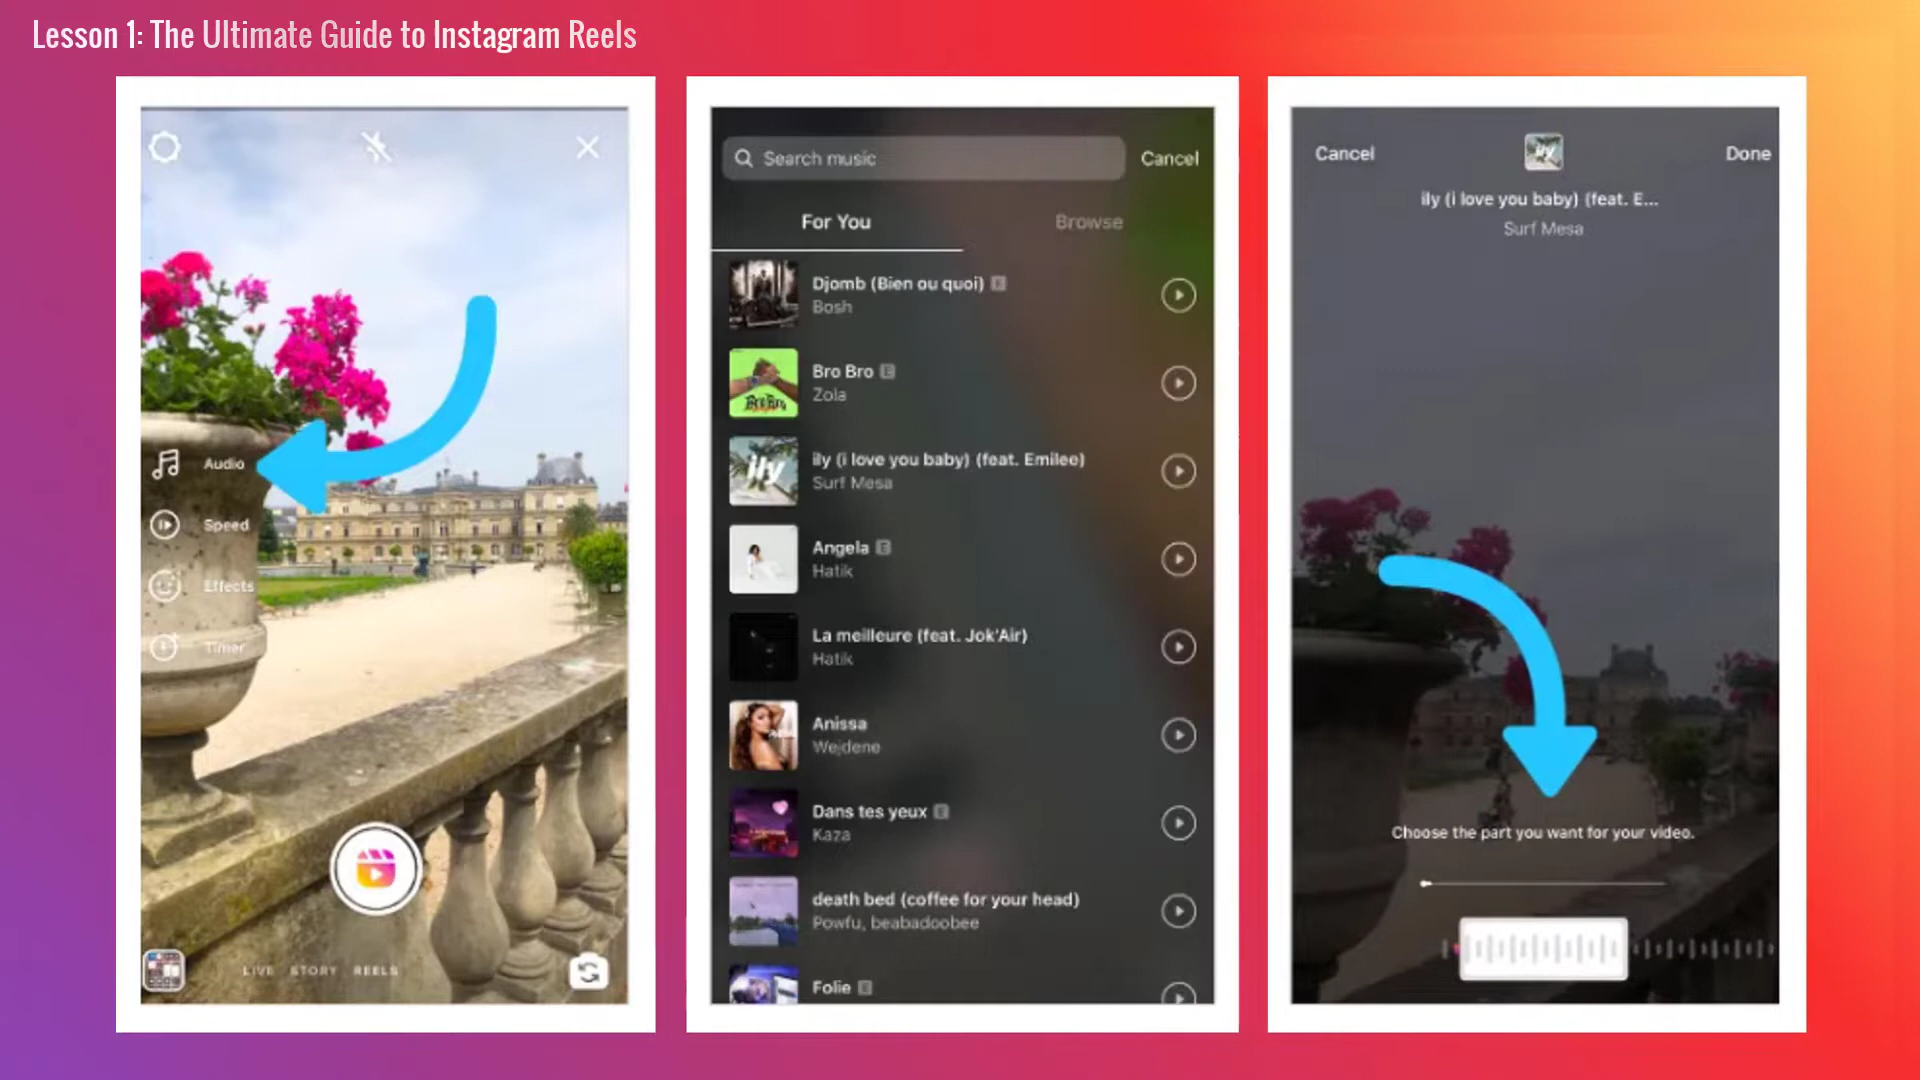 Lesson 1: The Ultimate Guide to Instagram Reels
Audio
Speed
Effects
Timer
LIVE STORY REELS
Search music
Cancel
For You
Browse
Djomb (Bien ou quoi) E
Bosh
Bro Bro E
Zola
ily (i love you baby) (feat. Emilee)
Surf Mesa
Angela E
Hatik
La meilleure (feat. Jok'Air)
Hatik
Anissa
Wejdene
Dans tes yeux E
Kaza
death bed (coffee for your head)
Powfu, beabadoobee
Folie E
Cancel
Done
ily (i love you baby) (feat. E...
Surf Mesa
Choose the part you want for your video.